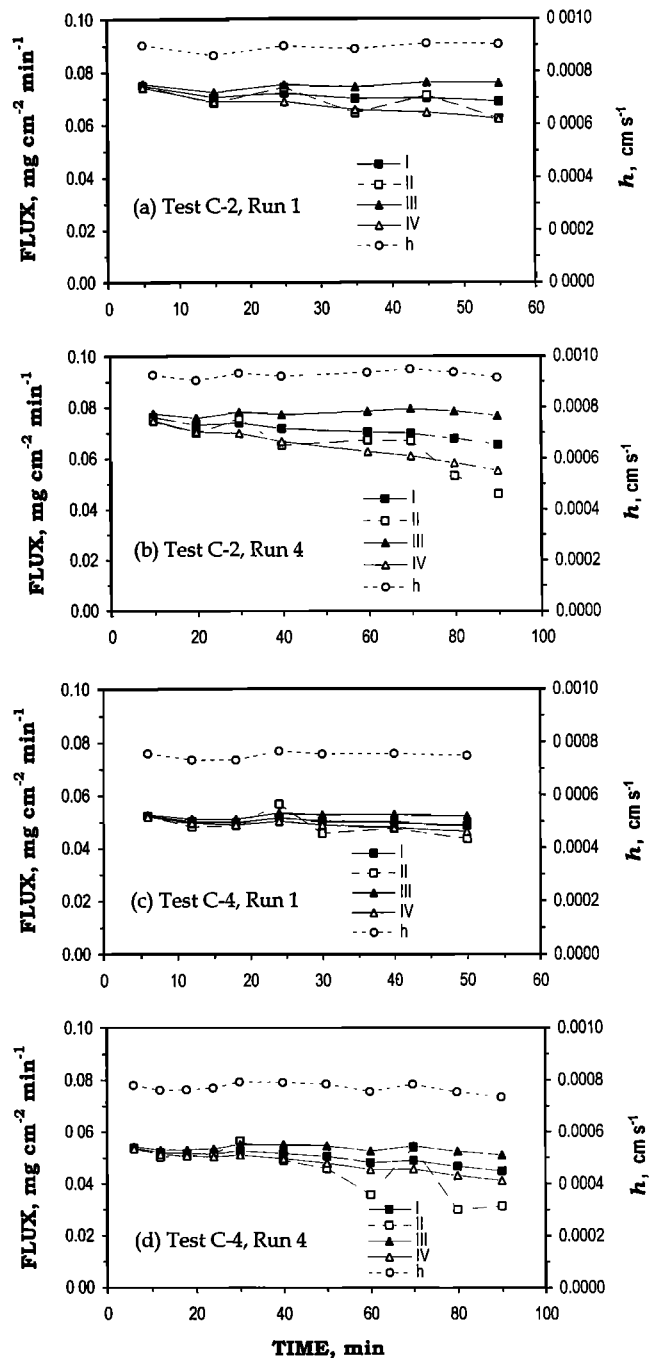 FLUX, mg cm⁻² min⁻¹
0.10
0.08
0.06
0.04
0.02
0.00
I
II
III
IV
h
(a) Test C-2, Run 1
0.0010
0.0008
0.0006
0 0004
0 0002
0 0000
h, cm s⁻¹
0 10 20 30 40 50 60
FLUX, mg cm⁻² min⁻¹
0.10
0.08
0.06
0.04
0.02
0.00
I
II
III
IV
h
(b) Test C-2, Run 4
0.0010
0.0008
0.0006
0.0004
0.0002
0.0000
h, cm s⁻¹
0 20 40 60 80 100
FLUX, mg cm⁻² min⁻¹
0.10
0.08
0.06
0.04
0.02
0.00
I
II
III
IV
h
(c) Test C-4, Run 1
0.0010
0.0008
0.0006
0.0004
0.0002
0.0000
h, cm s⁻¹
0 10 20 30 40 50 60
FLUX, mg cm⁻² min⁻¹
0.10
0.08
0.06
0.04
0.02
0.00
I
II
III
IV
h
(d) Test C-4, Run 4
0.0010
0.0008
0.0006
0.0004
0.0002
0.0000
h, cm s⁻¹
0 20 40 60 80 100
TIME, min